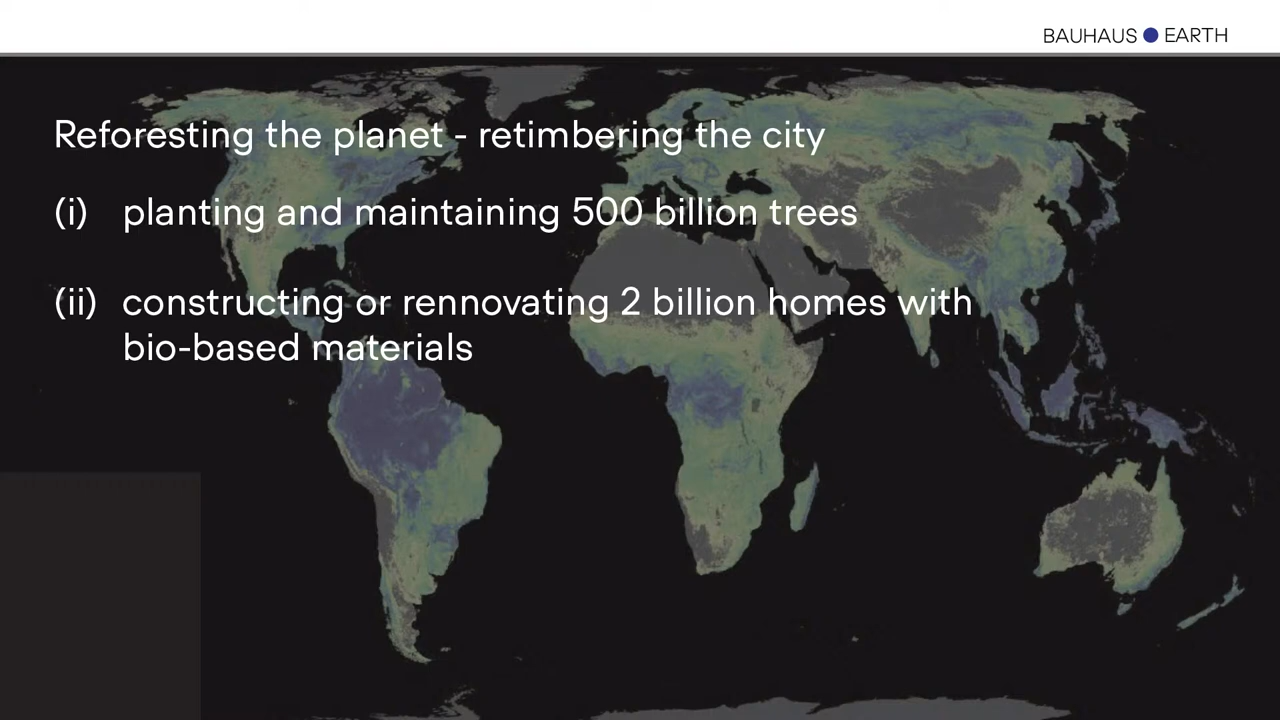 BAUHAUS EARTH
Reforesting the planet - retimbering the city
(i) planting and maintaining 500 billion trees
(ii) constructing or rennovating 2 billion homes with
bio-based materials